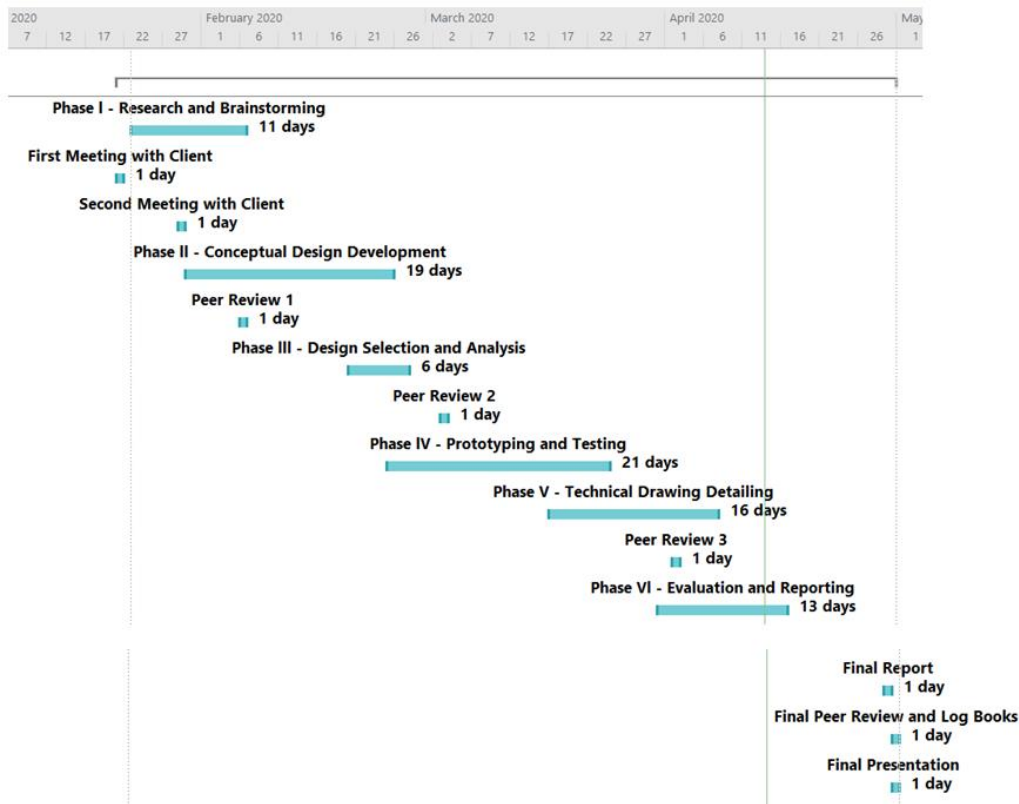 2020 February 2020 March 2020 April 2020 May
7 12 17 22 27 1 6 11 16 21 26 2 7 12 17 22 27 1 6 11 16 21 26 1
Phase l - Research and Brainstorming
11 days
First Meeting with Client
1 day
Second Meeting with Client
1 day
Phase ll - Conceptual Design Development
19 days
Peer Review 1
1 day
Phase lll - Design Selection and Analysis
6 days
Peer Review 2
1 day
Phase lV - Prototyping and Testing
21 days
Phase V - Technical Drawing Detailing
16 days
Peer Review 3
1 day
Phase Vl - Evaluation and Reporting
13 days
Final Report
1 day
Final Peer Review and Log Books
1 day
Final Presentation
1 day